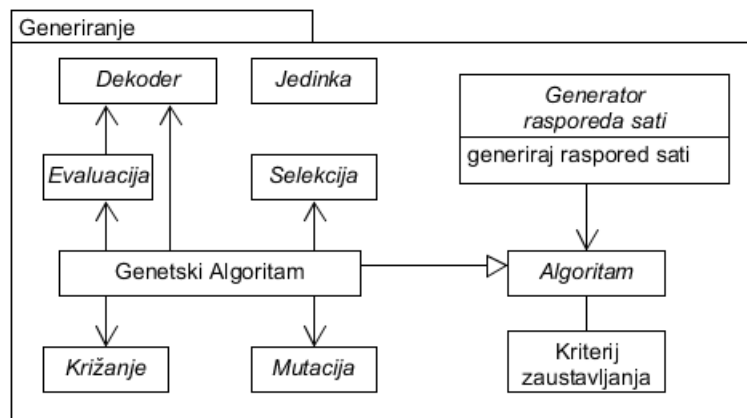 Generiranje
Dekoder
Jedinka
Generator
rasporeda sati
generiraj raspored sati
Evaluacija
Selekcija
Genetski Algoritam
Algoritam
Križanje
Mutacija
Kriterij
zaustavljanja